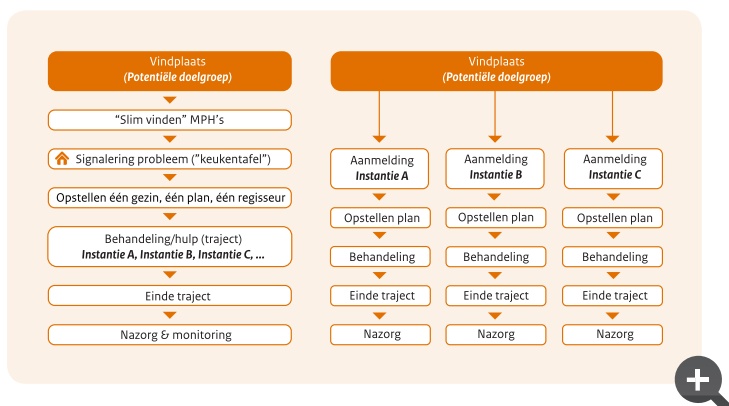 Vindplaats
(Potentiële doelgroep)
“Slim vinden” MPH’s
Signalering probleem (”keukentafel”)
Opstellen één gezin, één plan, één regisseur
Behandeling/hulp (traject)
Instantie A, Instantie B, Instantie C, ...
Einde traject
Nazorg & monitoring
Vindplaats
(Potentiële doelgroep)
Aanmelding
Instantie A
Opstellen plan
Behandeling
Einde traject
Nazorg
Aanmelding
Instantie B
Opstellen plan
Behandeling
Einde traject
Nazorg
Aanmelding
Instantie C
Opstellen plan
Behandeling
Einde traject
Nazorg